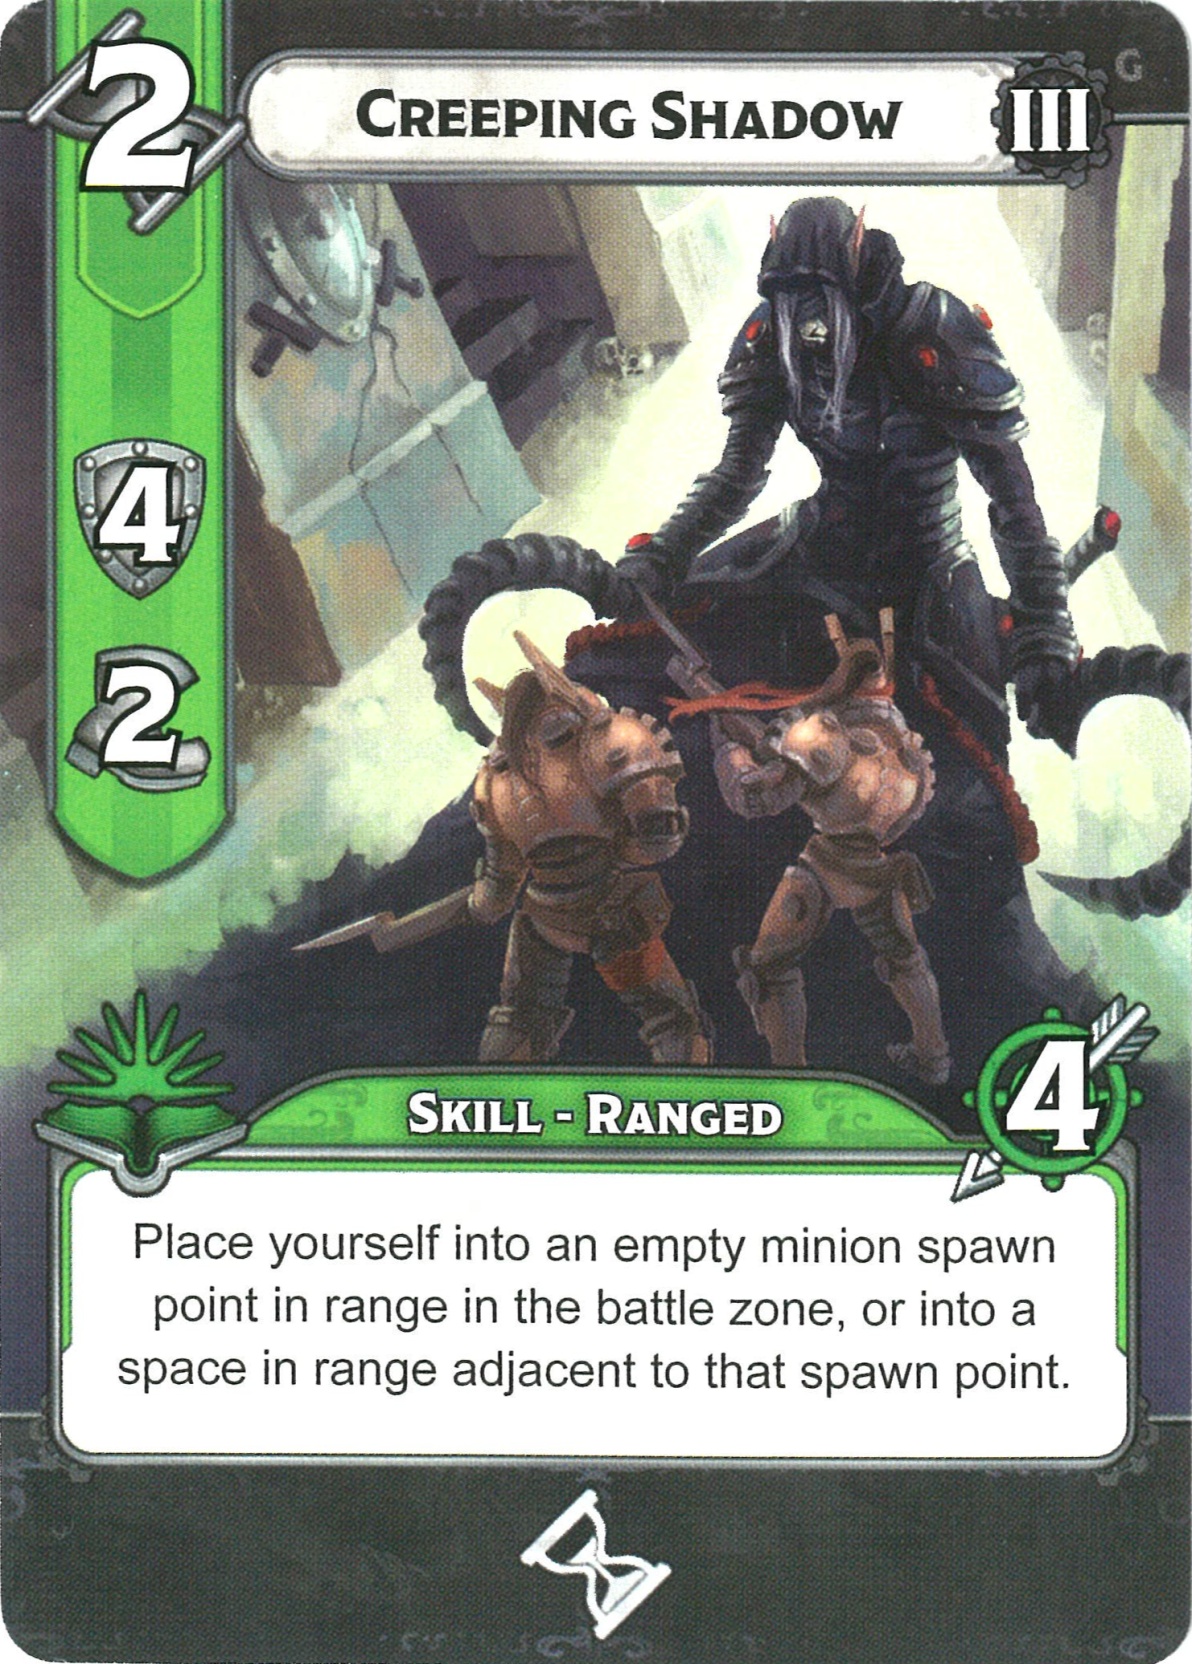 2
CREEPING SHADOW
III
G
4
2
SKILL - RANGED
4
Place yourself into an empty minion spawn
point in range in the battle zone, or into a
space in range adjacent to that spawn point.